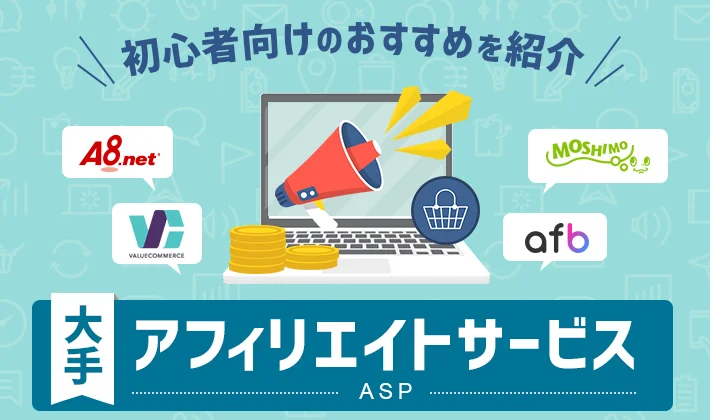 初心者向けのおすすめを紹介
A8.net
MOSHIMO
VALUECOMMERCE
afb
大手
アフィリエイトサービス
ASP